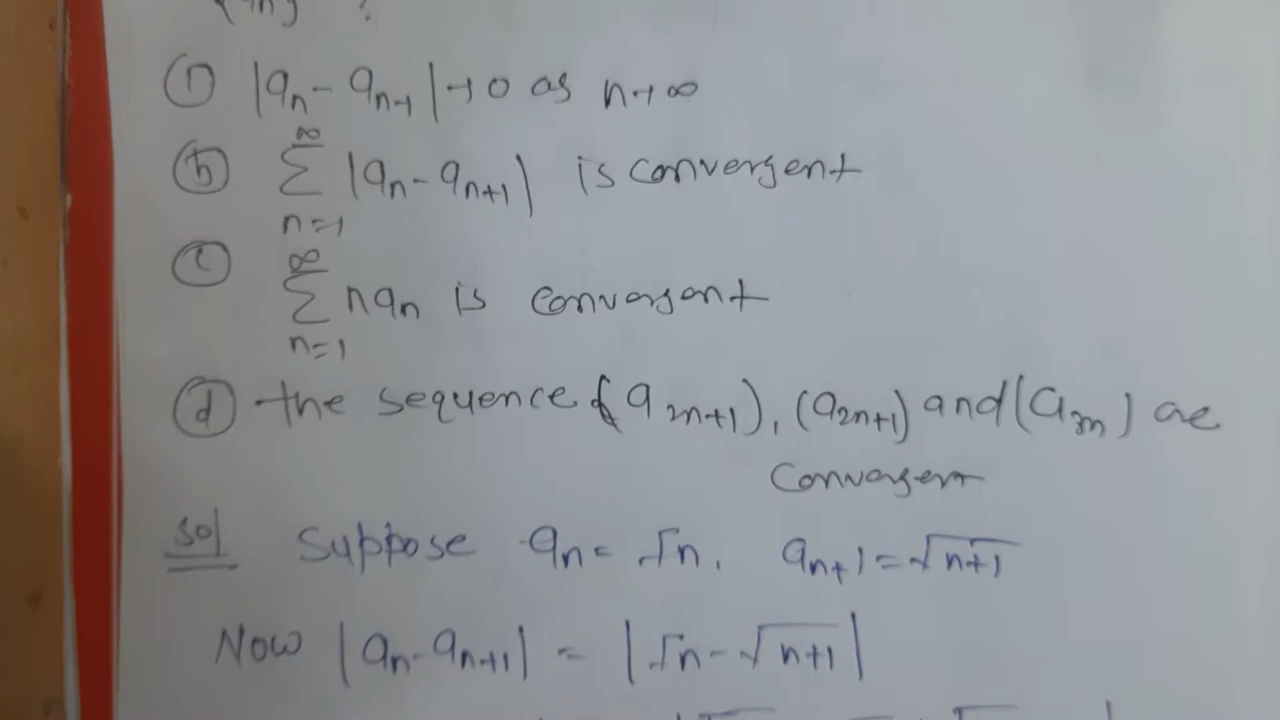 ① |an - an-1| → 0 as n→∞
ⓑ ∞∑n=1 |an - an+1| is convergent
ⓒ ∞∑n=1 nan is convergent
ⓓ the sequence (a2n+1), (a2n+1) and (a3n) are
Convergent
Sol Suppose an = √n. an+1 = √n+1
Now |an - an+1| = |√n - √n+1|